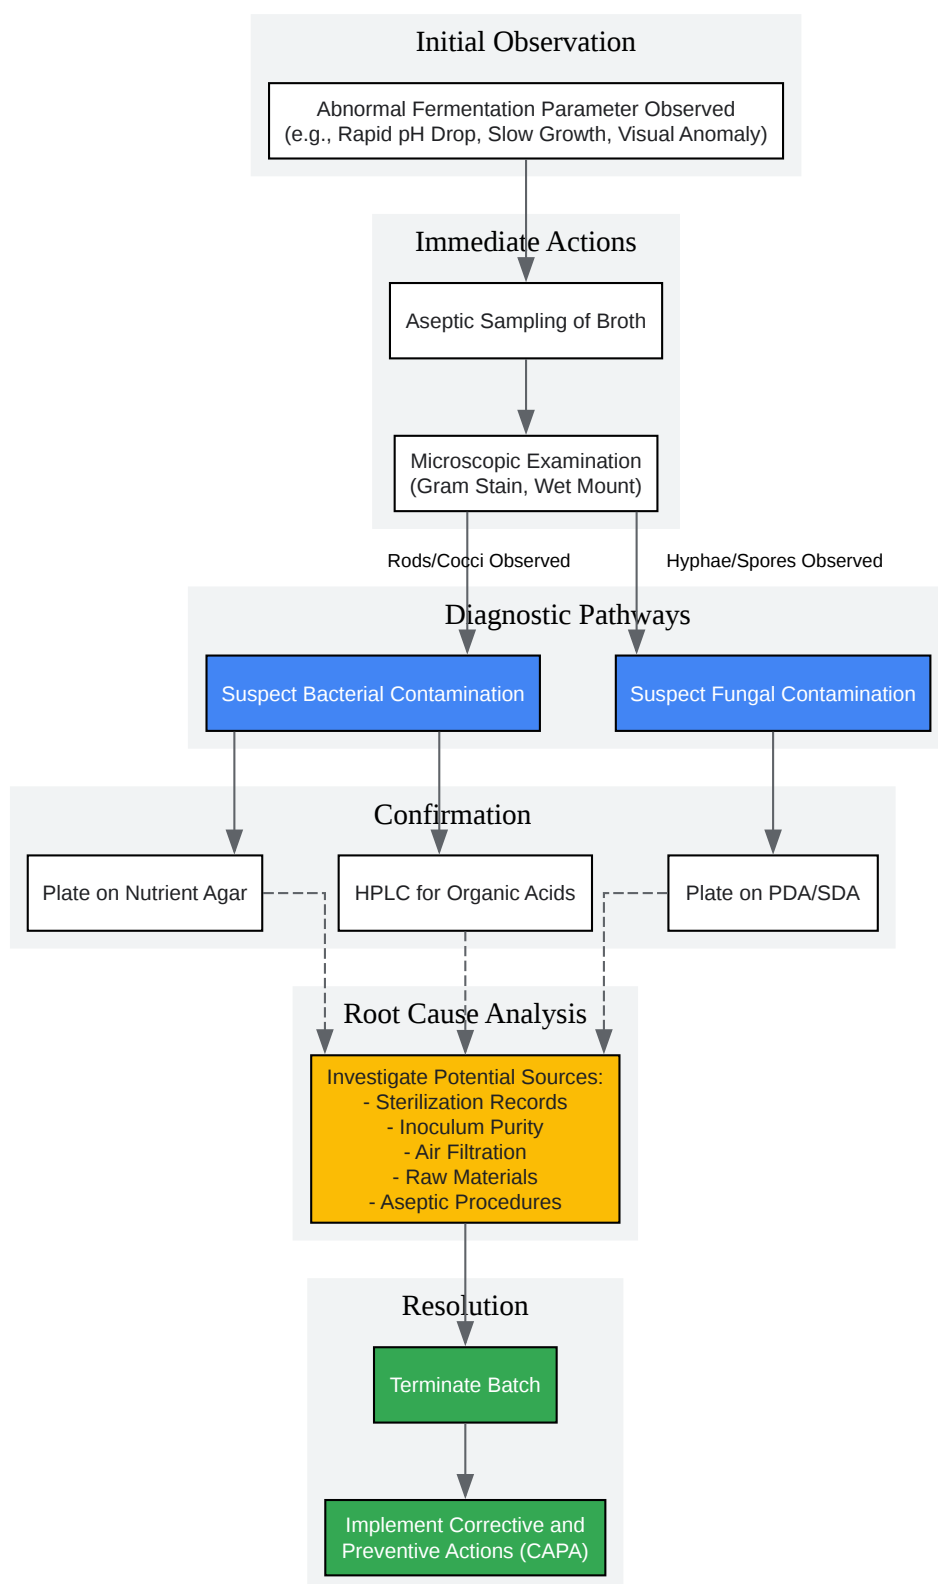 Initial Observation
Abnormal Fermentation Parameter Observed
(e.g., Rapid pH Drop, Slow Growth, Visual Anomaly)
Immediate Actions
Aseptic Sampling of Broth
Microscopic Examination
(Gram Stain, Wet Mount)
Rods/Cocci Observed
Hyphae/Spores Observed
Diagnostic Pathways
Suspect Bacterial Contamination
Suspect Fungal Contamination
Confirmation
Plate on Nutrient Agar
HPLC for Organic Acids
Plate on PDA/SDA
Root Cause Analysis
Investigate Potential Sources:
- Sterilization Records
- Inoculum Purity
- Air Filtration
- Raw Materials
- Aseptic Procedures
Resolution
Terminate Batch
Implement Corrective and
Preventive Actions (CAPA)